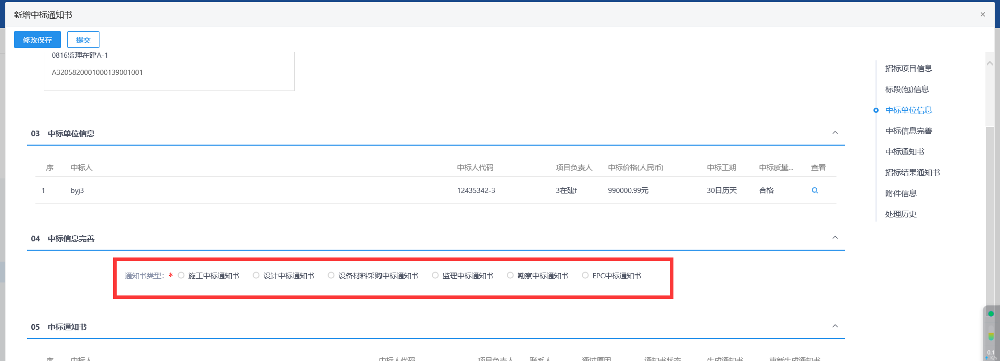 新增中标通知书
修改保存 提交
0816监理在建A-1
A3205820001000139001001
招标项目信息
标段(包)信息
中标单位信息
中标信息完善
中标通知书
招标结果通知书
附件信息
处理历史
03 中标单位信息
序 中标人 中标人代码 项目负责人 中标价格(人民币) 中标工期 中标质量... 查看
1 byj3 12435342-3 3在建f 990000.99元 30日历天 合格
04 中标信息完善
通知书类型: * 施工中标通知书 设计中标通知书 设备材料采购中标通知书 监理中标通知书 勘察中标通知书 EPC中标通知书
05 中标通知书
序 中标人 中标人代码 项目负责人 联系人 通过原因 通知书状态 生成通知书 重新生成通知书
0.1
K/s